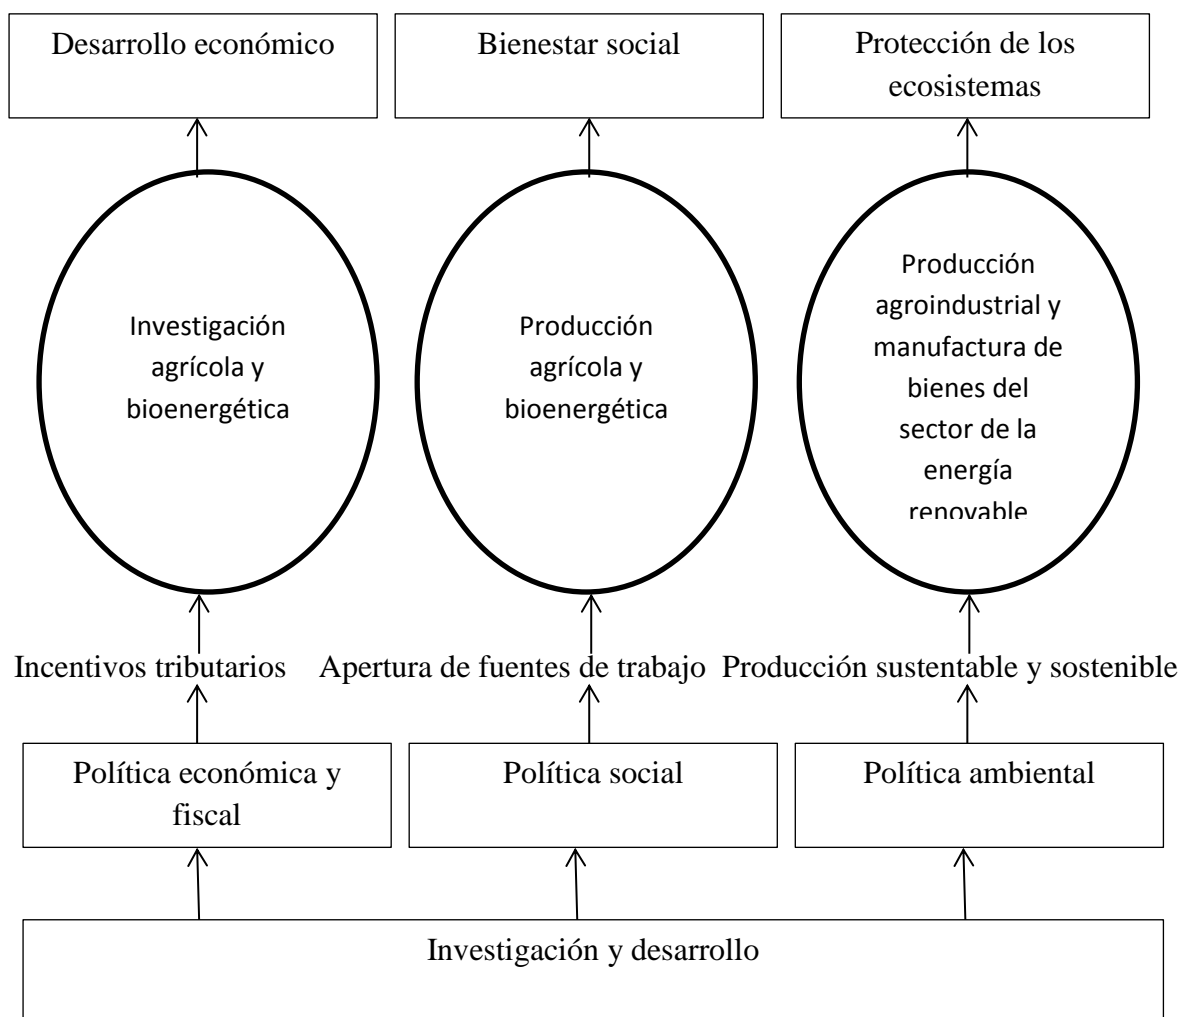 Desarrollo económico
Bienestar social
Protección de los
ecosistemas
Investigación
agrícola y
bioenergética
Producción
agrícola y
bioenergética
Producción
agroindustrial y
manufactura de
bienes del
sector de la
energía
renovable
Incentivos tributarios
Apertura de fuentes de trabajo
Producción sustentable y sostenible
Política económica y
fiscal
Política social
Política ambiental
Investigación y desarrollo